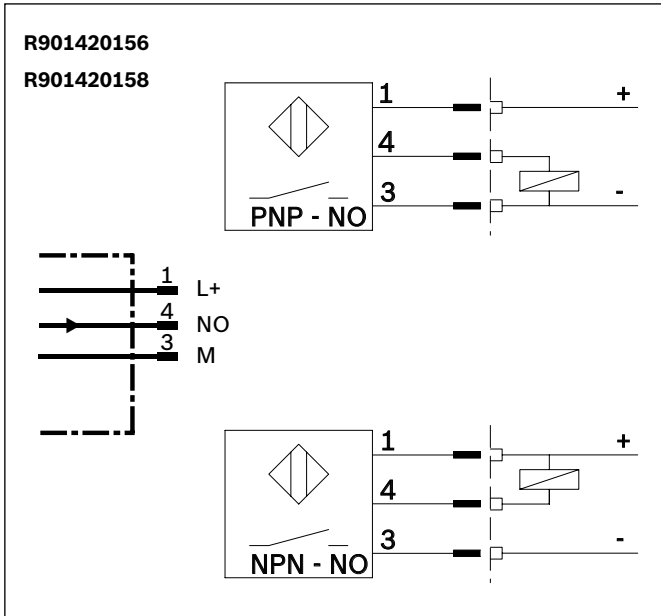 R901420156
R901420158
1
+
4
3
-
PNP - NO
1 L+
4 NO
3 M
1
+
4
3
-
NPN - NO